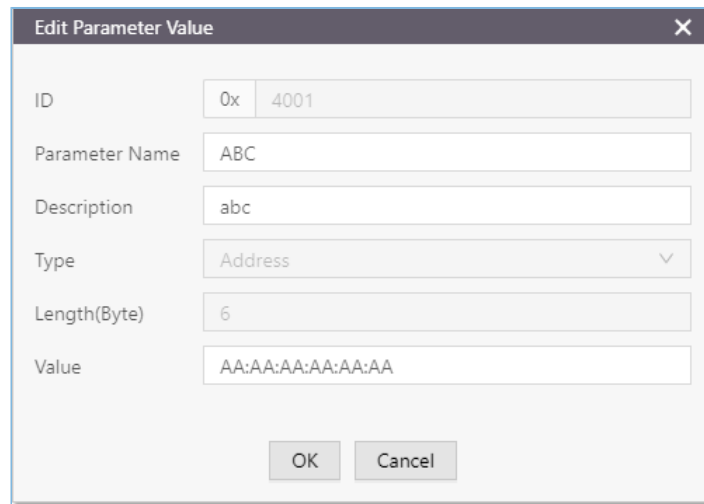 Edit Parameter Value
ID 0x 4001
Parameter Name ABC
Description abc
Type Address
Length(Byte) 6
Value AA:AA:AA:AA:AA:AA
OK Cancel